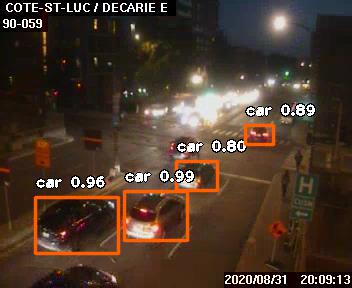 COTE-ST-LUC / DECARIE E
90-059
car 0.89
car 0.80
car 0.99
car 0.96
H
CUSM
2020/08/31 20:09:13